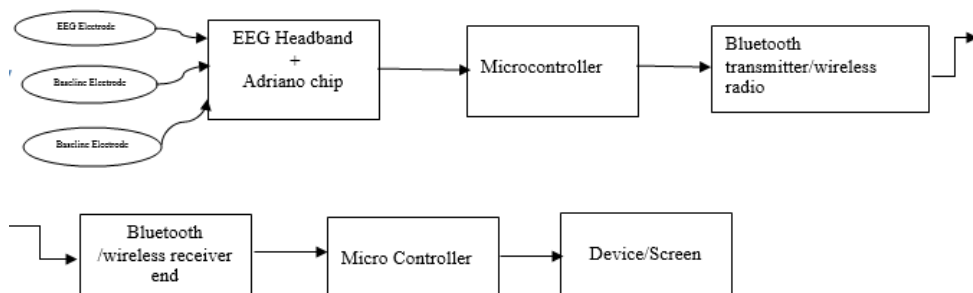 EEG Electrode
Baseline Electrode
Baseline Electrode
EEG Headband
+
Adriano chip
Microcontroller
Bluetooth
transmitter/wireless
radio
Bluetooth
/wireless receiver
end
Micro Controller
Device/Screen